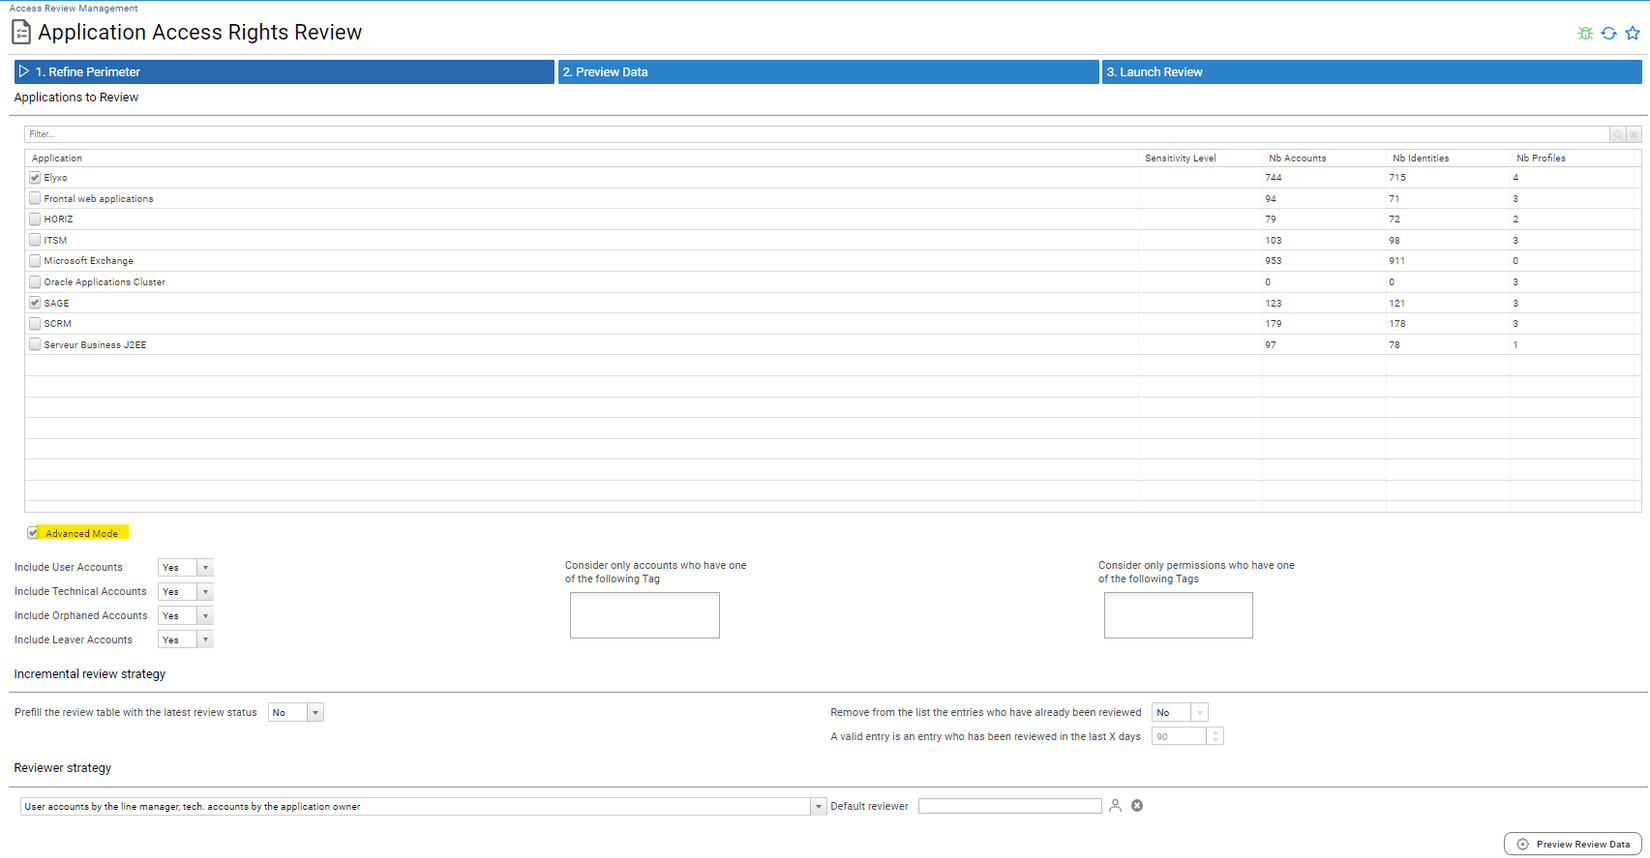 Access Review Management
Application Access Rights Review
1. Refine Perimeter
2. Preview Data
3. Launch Review
Applications to Review
Filter...
Application Sensitivity Level Nb Accounts Nb Identities Nb Profiles
Elyxo 744 715 4
Frontal web applications 94 71 3
HORIZ 79 72 2
ITSM 103 98 3
Microsoft Exchange 953 911 0
Oracle Applications Cluster 0 0 3
SAGE 123 121 3
SCRM 179 178 3
Serveur Business J2EE 97 78 1
Advanced Mode
Include User Accounts Yes
Include Technical Accounts Yes
Include Orphaned Accounts Yes
Include Leaver Accounts Yes
Consider only accounts who have one
of the following Tag
Consider only permissions who have one
of the following Tags
Incremental review strategy
Prefill the review table with the latest review status No
Remove from the list the entries who have already been reviewed No
A valid entry is an entry who has been reviewed in the last X days 90
Reviewer strategy
User accounts by the line manager, tech. accounts by the application owner
Default reviewer
Preview Review Data